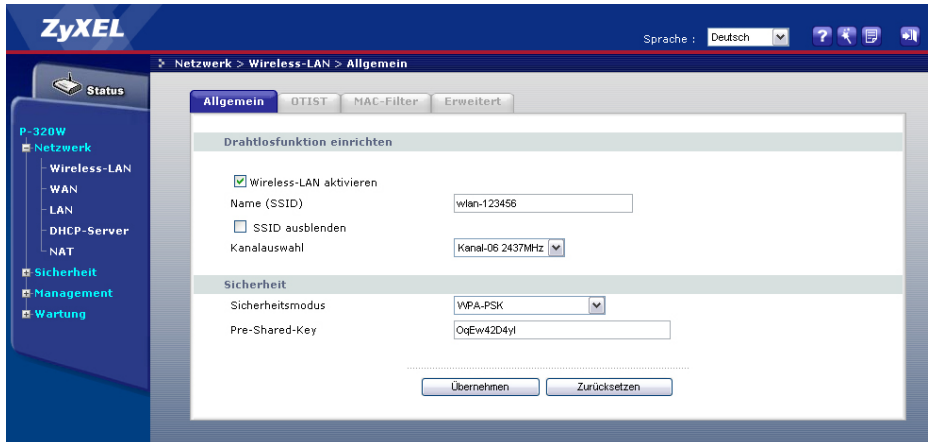 ZyXEL
Sprache : Deutsch
Status
Netzwerk > Wireless-LAN > Allgemein
P-320W
Netzwerk
Wireless-LAN
WAN
LAN
DHCP-Server
NAT
Sicherheit
Management
Wartung
Allgemein OTIST MAC-Filter Erweitert
Drahtlosfunktion einrichten
Wireless-LAN aktivieren
Name (SSID) wlan-123456
SSID ausblenden
Kanalauswahl Kanal-06 2437MHz
Sicherheit
Sicherheitsmodus WPA-PSK
Pre-Shared-Key OqEw42D4yl
Übernehmen Zurücksetzen